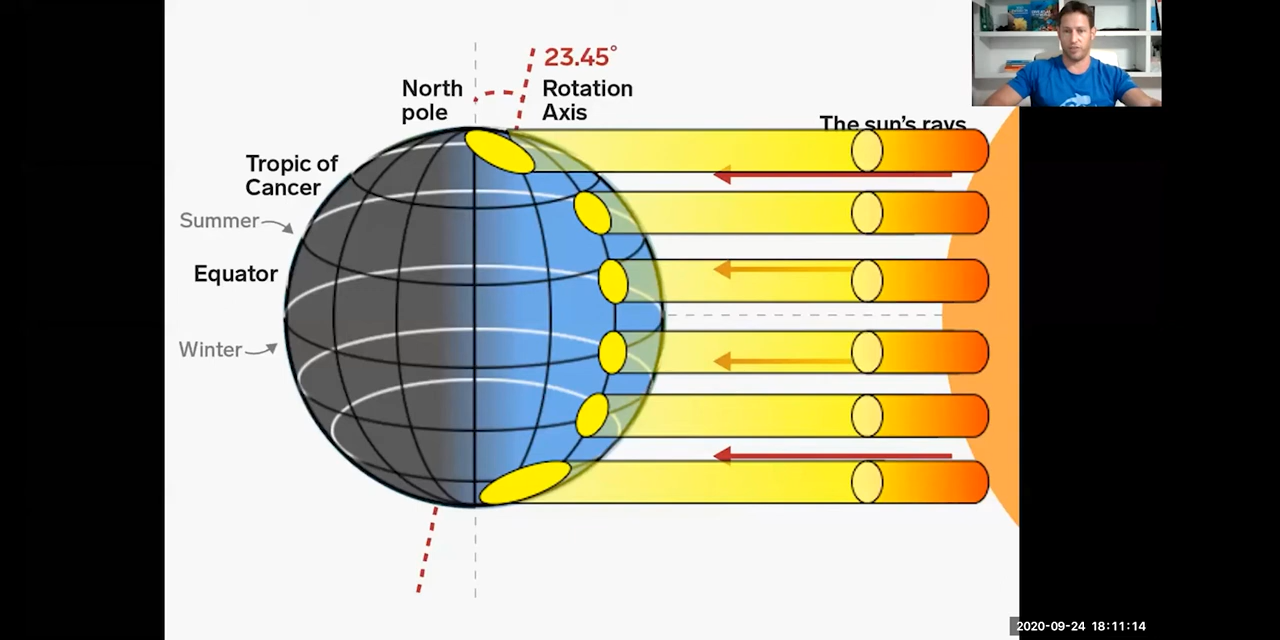 23.45°
North
pole
Rotation
Axis
The sun's rays
Tropic of
Cancer
Summer
Equator
Winter
2020-09-24 18:11:14